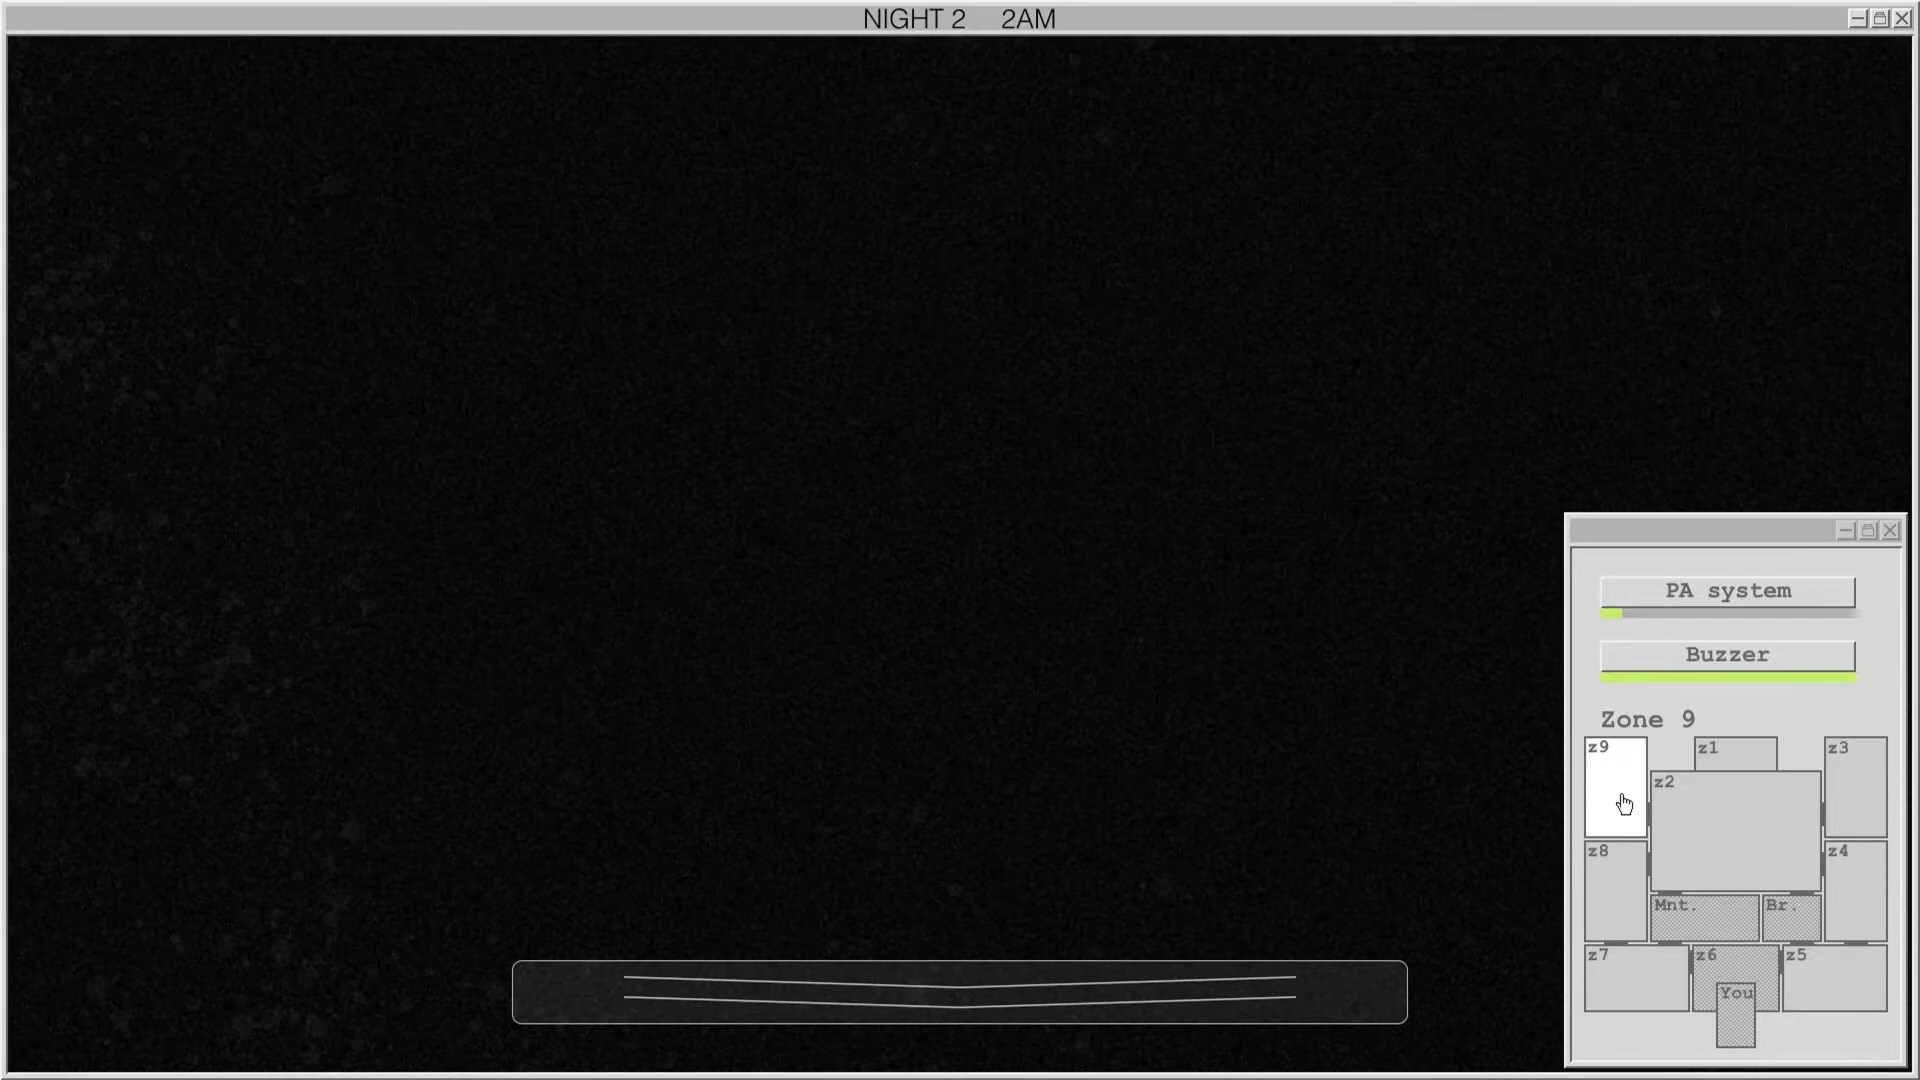 NIGHT 2 2AM
PA system
Buzzer
Zone 9
z9
z1
z3
z2
z8
z4
Mnt.
Br.
z7
z6
z5
You